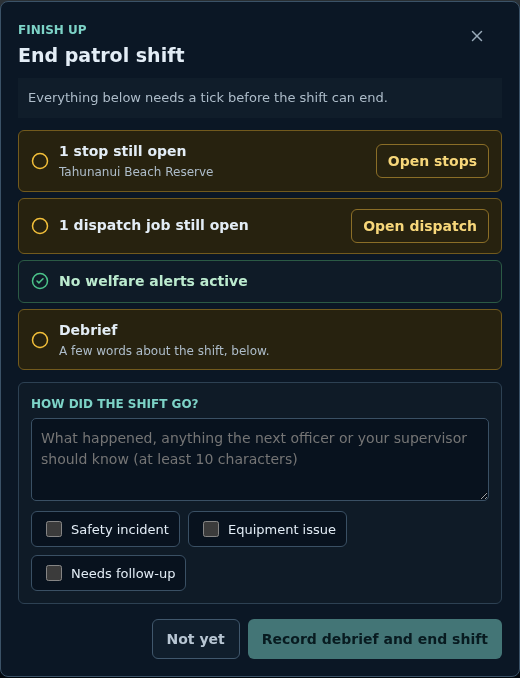 FINISH UP
End patrol shift
Everything below needs a tick before the shift can end.
1 stop still open
Tahunanui Beach Reserve
Open stops
1 dispatch job still open
Open dispatch
No welfare alerts active
Debrief
A few words about the shift, below.
HOW DID THE SHIFT GO?
What happened, anything the next officer or your supervisor
should know (at least 10 characters)
Safety incident
Equipment issue
Needs follow-up
Not yet
Record debrief and end shift